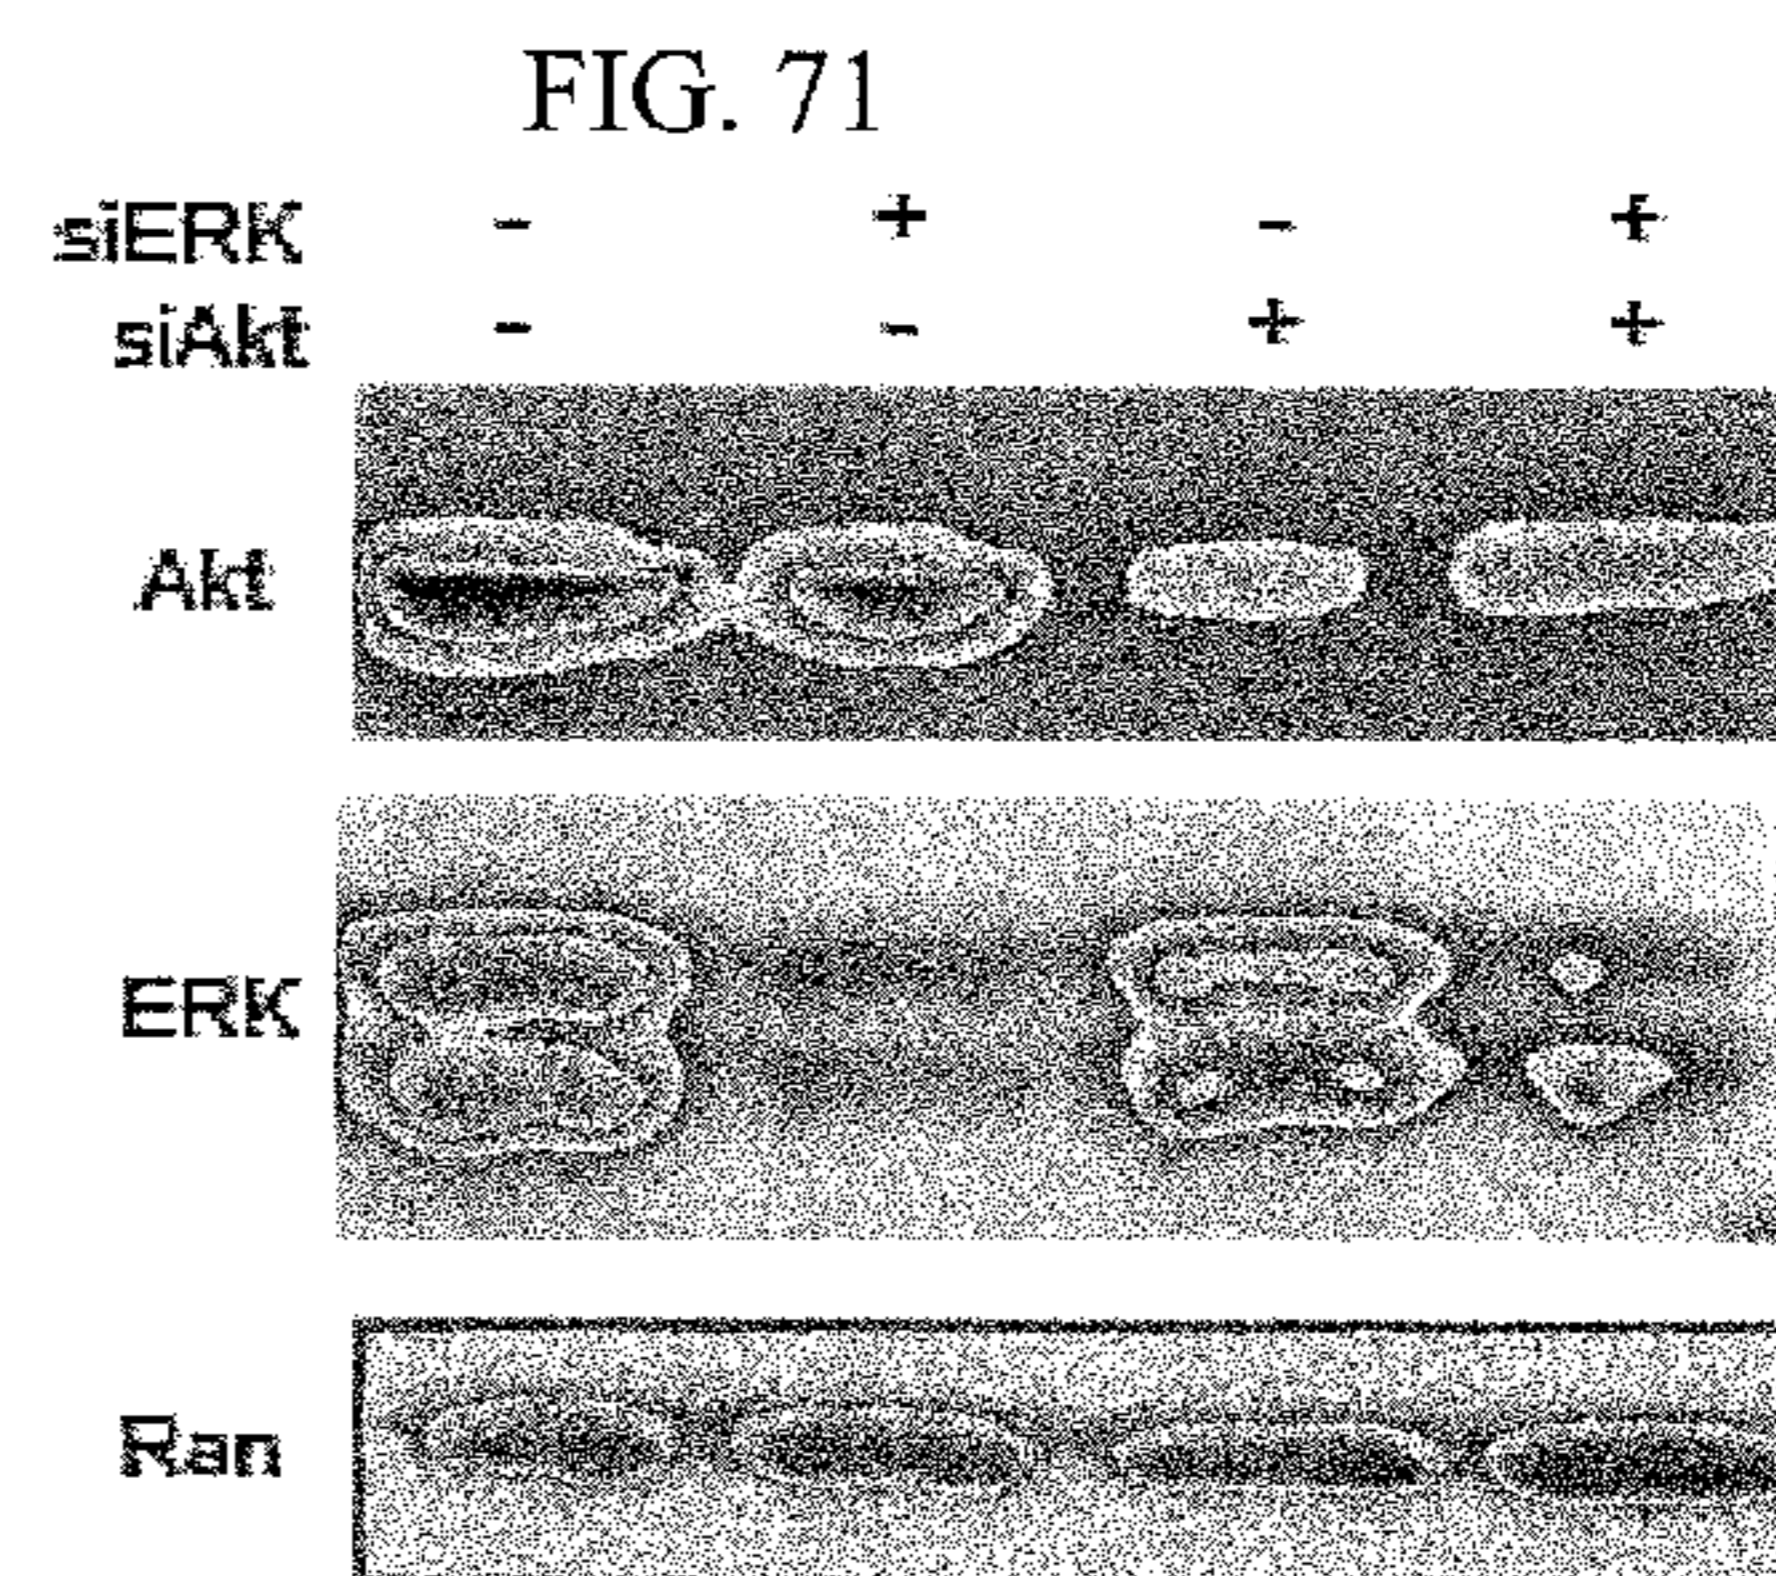 FIG. 71
siERK - + - +
siAkt - - + +
Akt
ERK
Ran